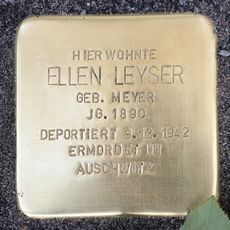 HIER WOHNTE
ELLEN LEYSER
GEB. MEYER
JG. 1890
DEPORTIERT 9.12.1942
ERMORDET IN
AUSCHWITZ